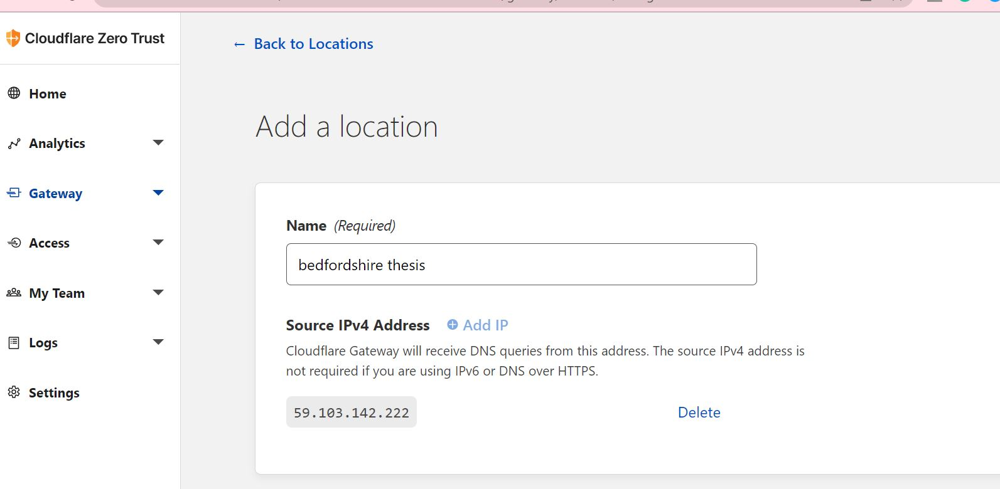 Cloudflare Zero Trust
← Back to Locations
Home
Analytics
Gateway
Access
My Team
Logs
Settings
Add a location
Name (Required)
bedfordshire thesis
Source IPv4 Address Add IP
Cloudflare Gateway will receive DNS queries from this address. The source IPv4 address is
not required if you are using IPv6 or DNS over HTTPS.
59.103.142.222 Delete